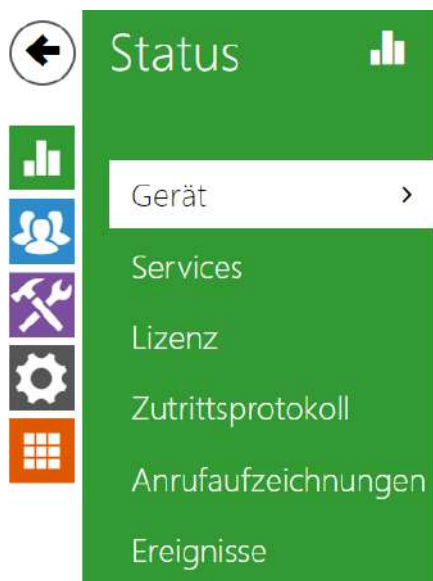 Status
Gerät
Services
Lizenz
Zutrittsprotokoll
Anrufaufzeichnungen
Ereignisse